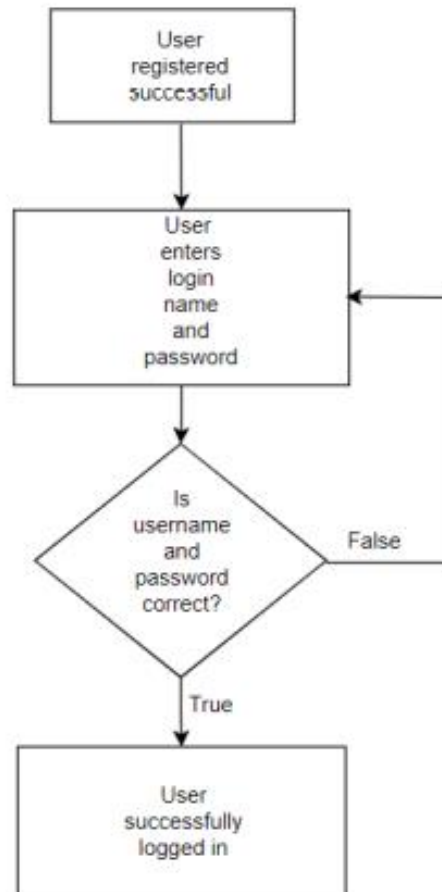 User
registered
successful
User
enters
login
name
and
password
Is
username
and
password
correct?
False
True
User
successfully
logged in